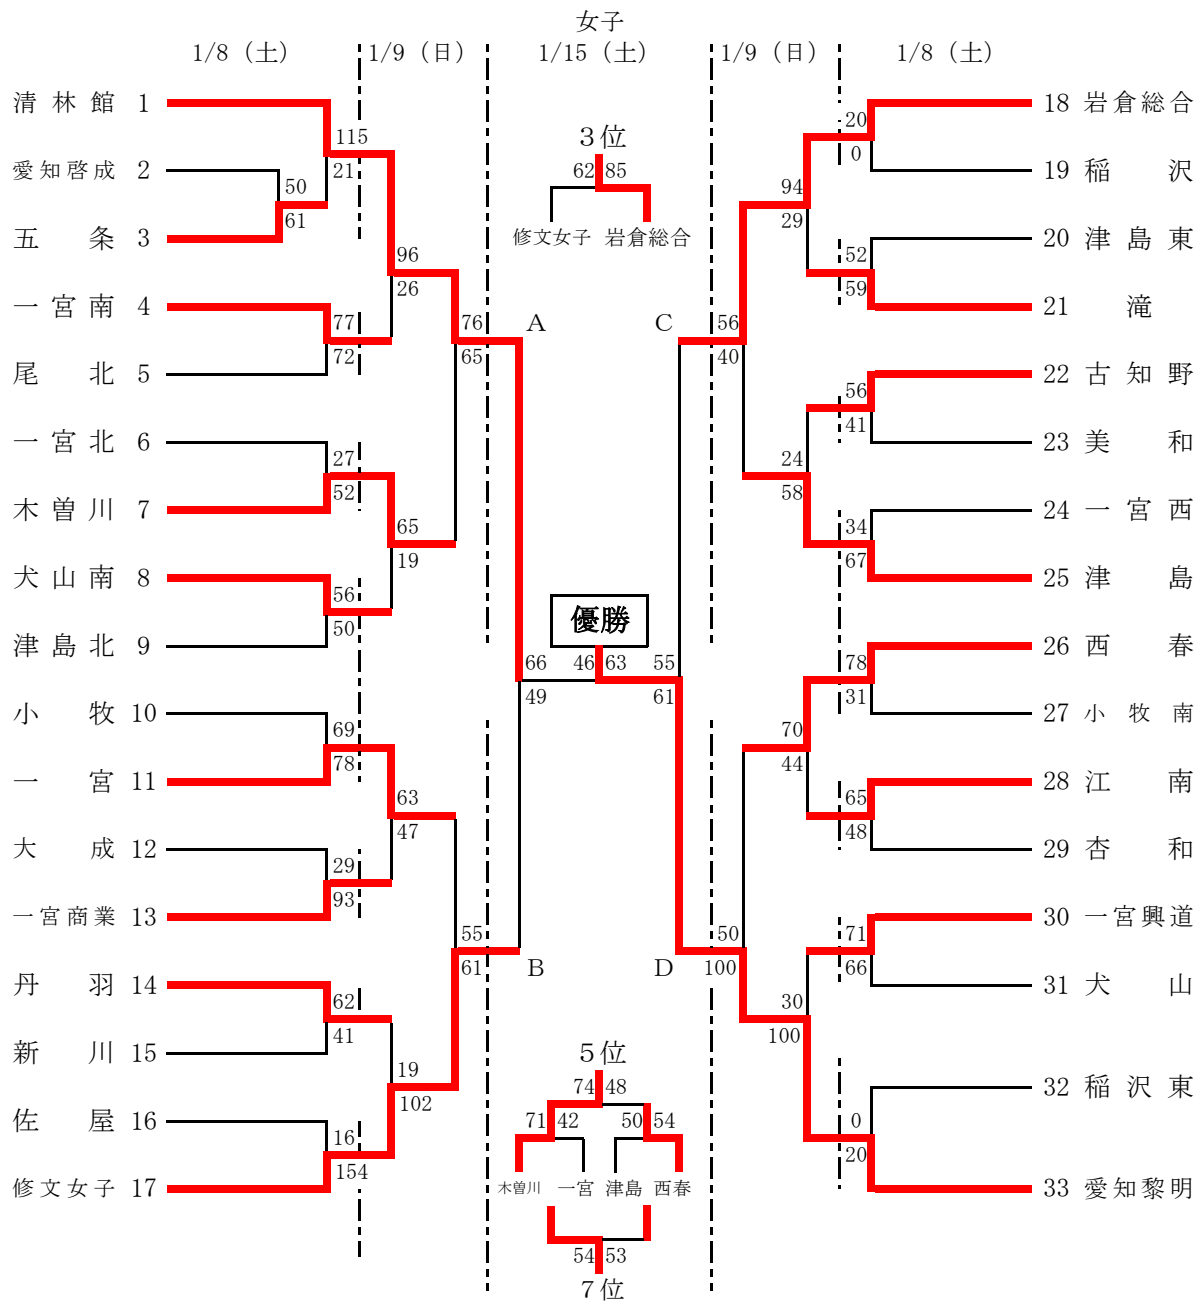 女子
1/8（土） 1/9（日） 1/15（土） 1/9（日） 1/8（土）
清林館 1
愛知啓成 2
五条 3
一宮南 4
尾北 5
一宮北 6
木曽川 7
犬山南 8
津島北 9
小牧 10
一宮 11
大成 12
一宮商業 13
丹羽 14
新川 15
佐屋 16
修文女子 17
115
21
50
61
96
26
77
72
76
65
27
52
65
19
56
50
69
78
63
47
29
93
55
61
62
41
19
102
16
154
A
B
66
49
3位
62 85
修文女子 岩倉総合
優勝
46 63
5位
74 48
71 42 50 54
木曽川 一宮 津島 西春
54 53
7位
C
D
55
61
56
40
94
29
20
0
52
59
24
58
56
41
34
67
70
44
78
31
65
48
50
100
30
100
71
66
0
20
18 岩倉総合
19 稲沢
20 津島東
21 滝
22 古知野
23 美和
24 一宮西
25 津島
26 西春
27 小牧南
28 江南
29 杏和
30 一宮興道
31 犬山
32 稲沢東
33 愛知黎明